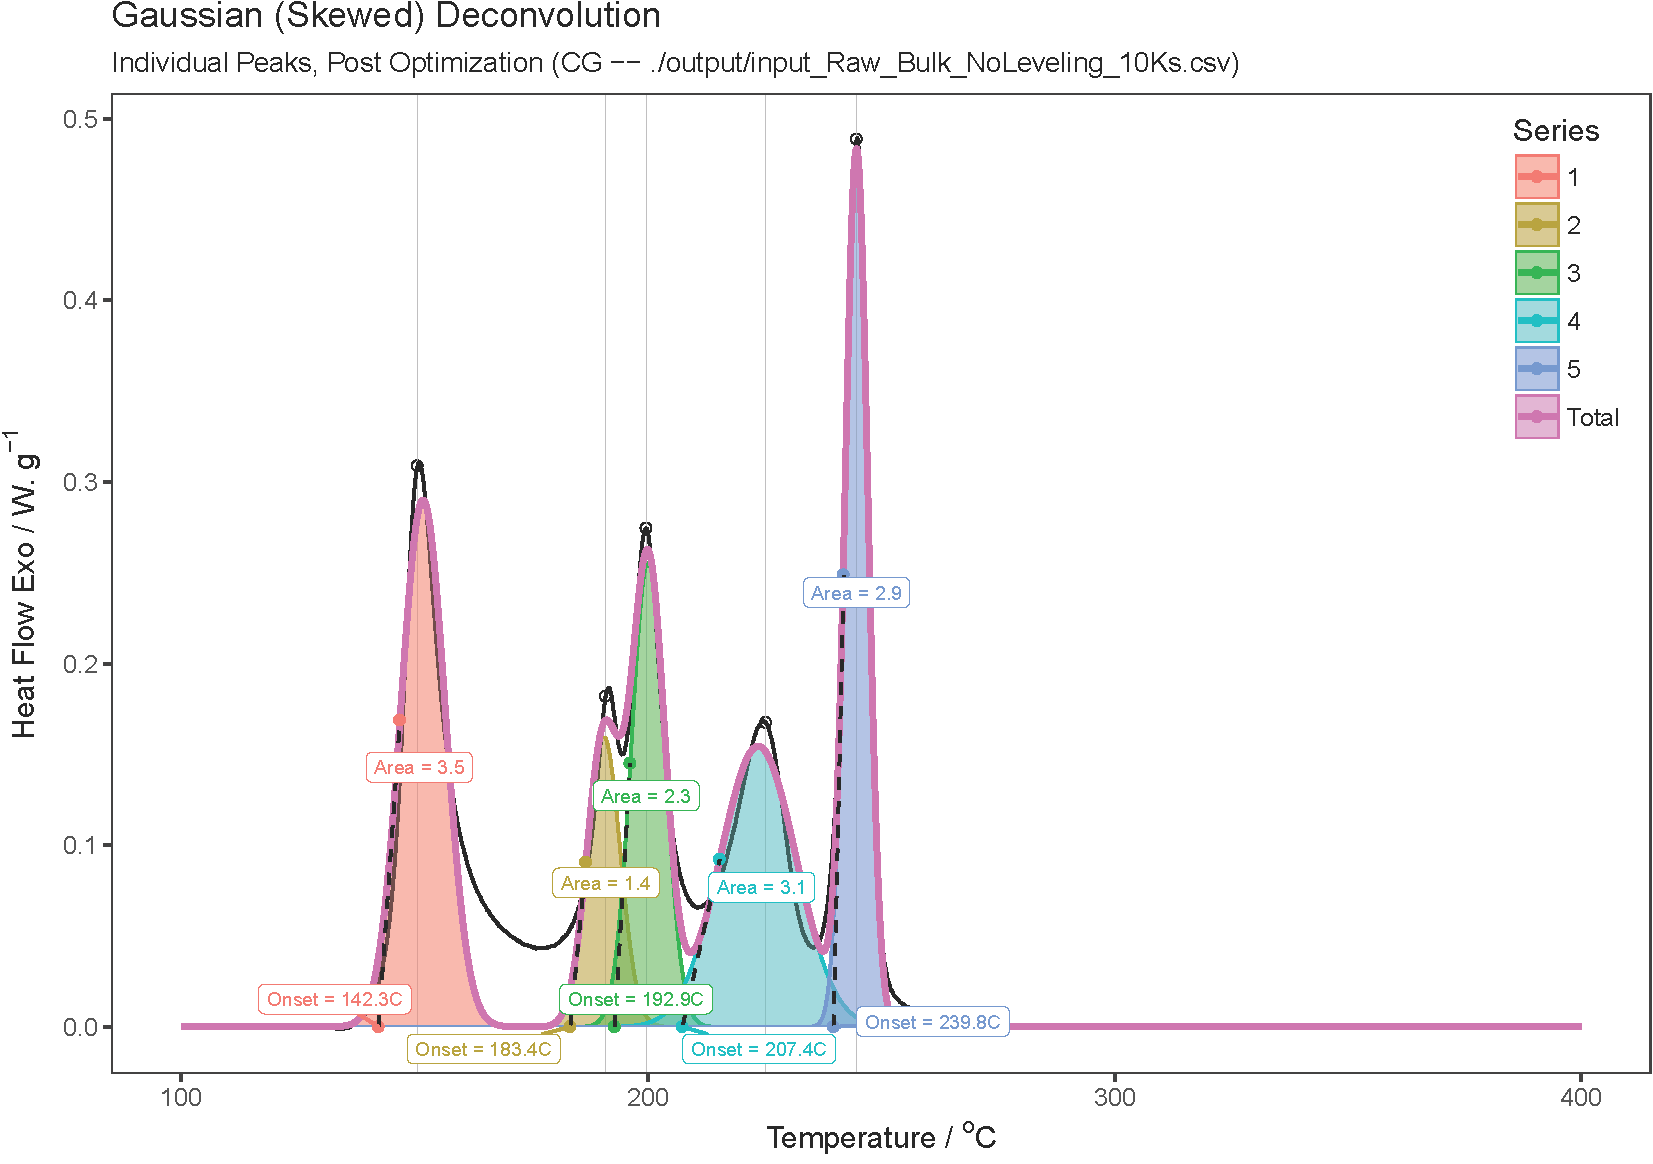 Gaussian (Skewed) Deconvolution
Individual Peaks, Post Optimization (CG −− ./output/input_Raw_Bulk_NoLeveling_10Ks.csv)
Series
1
2
3
4
5
Total
Heat Flow Exo / W. g⁻¹
0.5
0.4
0.3
0.2
0.1
0.0
Area = 2.9
Area = 3.5
Area = 2.3
Area = 1.4
Area = 3.1
Onset = 142.3C
Onset = 192.9C
Onset = 239.8C
Onset = 183.4C
Onset = 207.4C
100
200
300
400
Temperature / °C